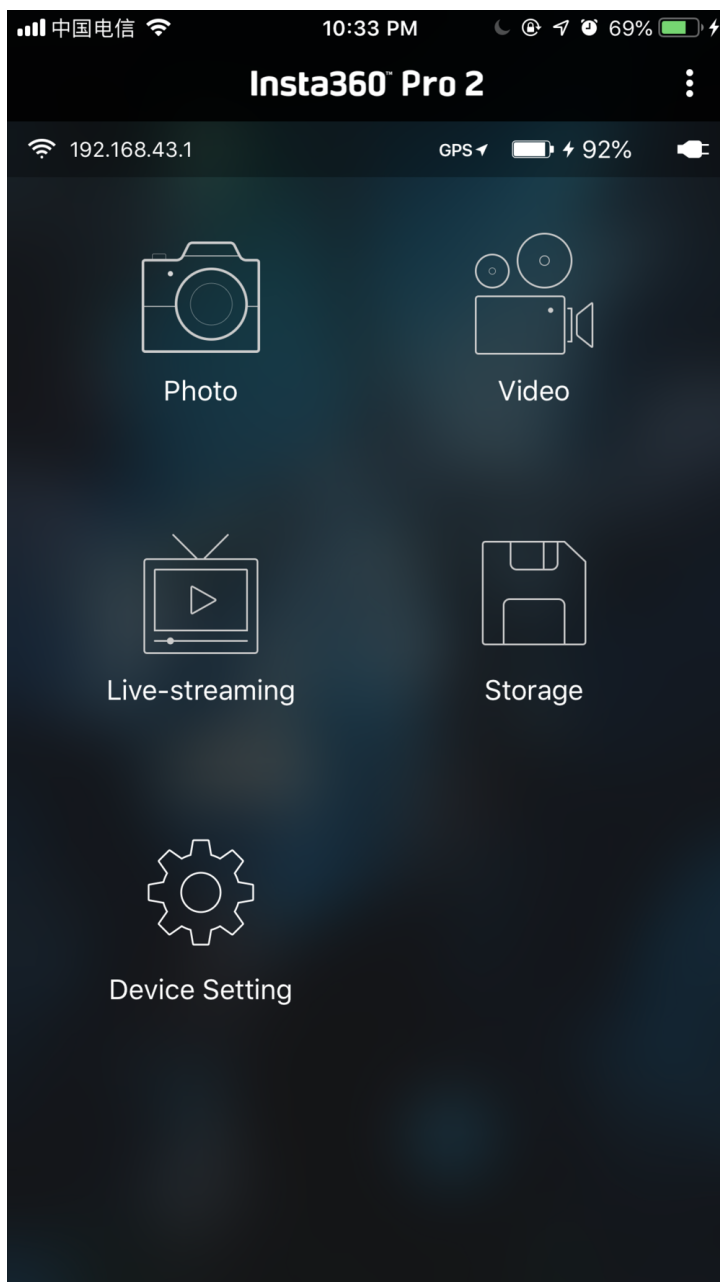 中国电信 10:33 PM 69%
Insta360™ Pro 2
192.168.43.1 GPS 92%
Photo Video
Live-streaming Storage
Device Setting